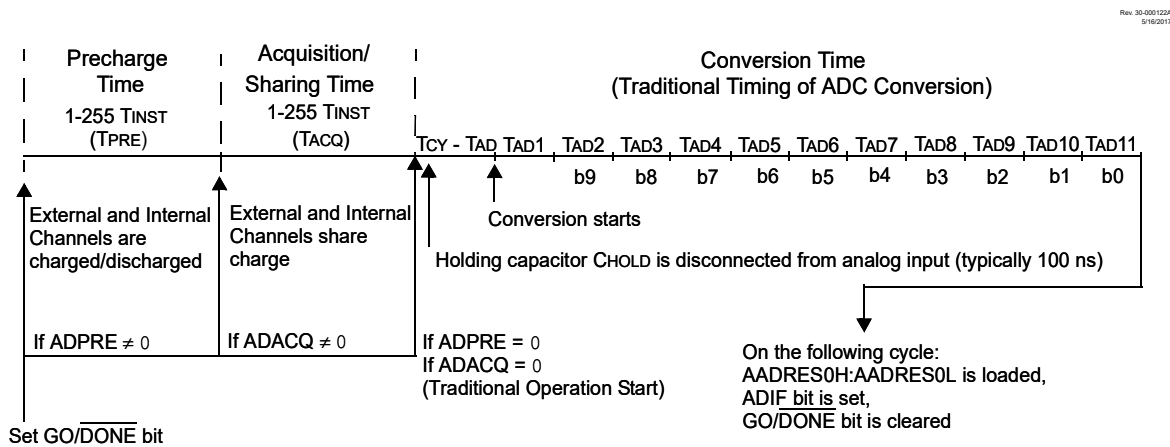 Rev. 30-000122A
5/16/2017
Precharge
Time
1-255 TINST
(TPRE)
Acquisition/
Sharing Time
1-255 TINST
(TACQ)
Conversion Time
(Traditional Timing of ADC Conversion)
TCY - TAD TAD1 TAD2 TAD3 TAD4 TAD5 TAD6 TAD7 TAD8 TAD9 TAD10 TAD11
b9 b8 b7 b6 b5 b4 b3 b2 b1 b0
External and Internal
Channels are
charged/discharged
External and Internal
Channels share
charge
Conversion starts
Holding capacitor CHOLD is disconnected from analog input (typically 100 ns)
If ADPRE ≠ 0
If ADACQ ≠ 0
If ADPRE = 0
If ADACQ = 0
(Traditional Operation Start)
On the following cycle:
AADRES0H:AADRES0L is loaded,
ADIF bit is set,
GO/DONE bit is cleared
Set GO/DONE bit